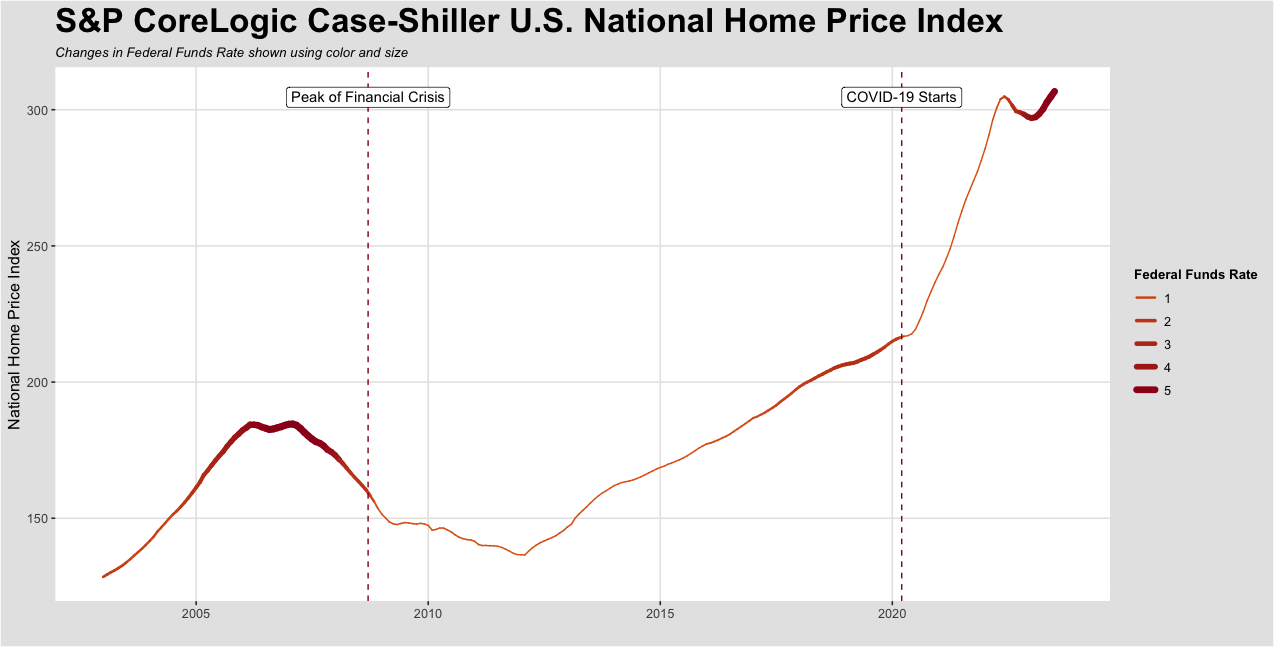 S&P CoreLogic Case-Shiller U.S. National Home Price Index
Changes in Federal Funds Rate shown using color and size
Peak of Financial Crisis
COVID-19 Starts
National Home Price Index
300
250
200
150
2005
2010
2015
2020
Federal Funds Rate
1
2
3
4
5